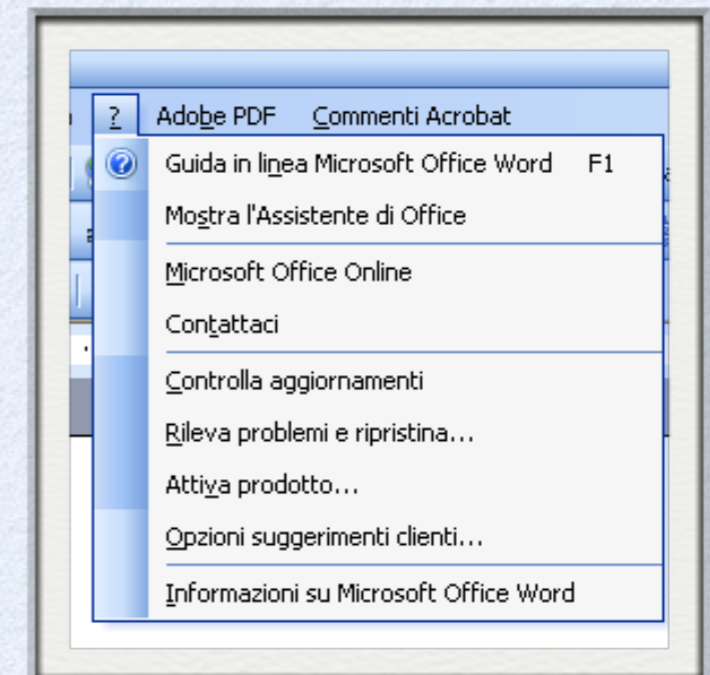 ? Adobe PDF Commenti Acrobat
Guida in linea Microsoft Office Word F1
Mostra l'Assistente di Office
Microsoft Office Online
Contattaci
Controlla aggiornamenti
Rileva problemi e ripristina...
Attiva prodotto...
Opzioni suggerimenti clienti...
Informazioni su Microsoft Office Word